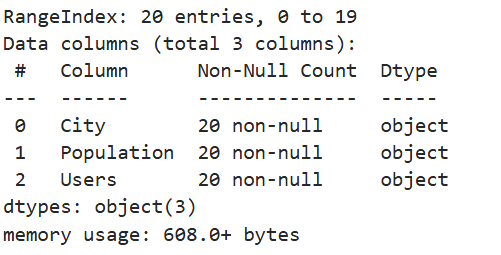 RangeIndex: 20 entries, 0 to 19
Data columns (total 3 columns):
 #   Column      Non-Null Count  Dtype
---  ------      --------------  -----
 0   City        20 non-null     object
 1   Population  20 non-null     object
 2   Users       20 non-null     object
dtypes: object(3)
memory usage: 608.0+ bytes